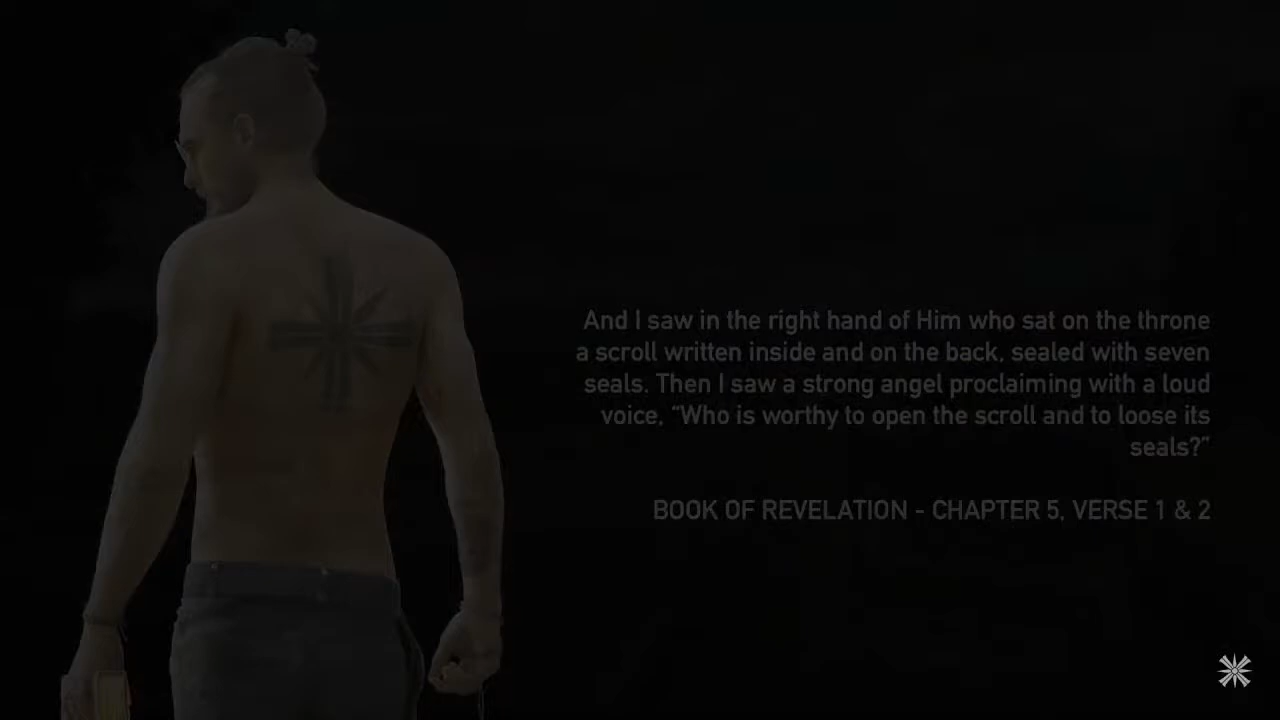 And I saw in the right hand of Him who sat on the throne
a scroll written inside and on the back, sealed with seven
seals. Then I saw a strong angel proclaiming with a loud
voice, “Who is worthy to open the scroll and to loose its
seals?”
BOOK OF REVELATION - CHAPTER 5, VERSE 1 & 2